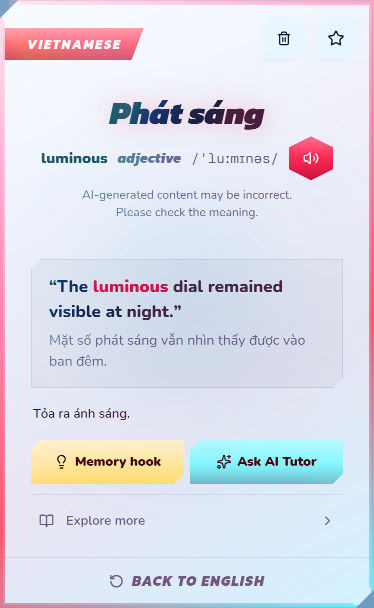 VIETNAMESE
Phát sáng
luminous adjective /ˈluːmɪnəs/
AI-generated content may be incorrect.
Please check the meaning.
“The luminous dial remained
visible at night.”
Mặt số phát sáng vẫn nhìn thấy được vào
ban đêm.
Tỏa ra ánh sáng.
Memory hook
Ask AI Tutor
Explore more
BACK TO ENGLISH